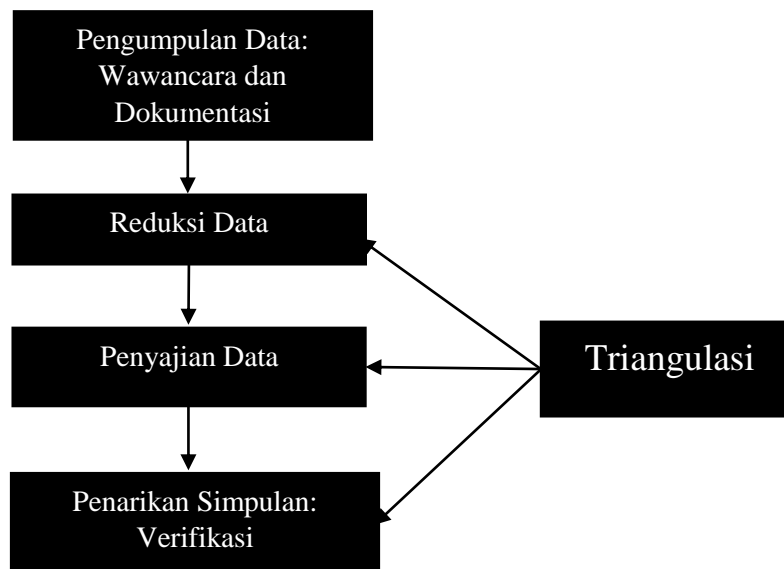 Pengumpulan Data:
Wawancara dan
Dokumentasi
Reduksi Data
Penyajian Data
Triangulasi
Penarikan Simpulan:
Verifikasi